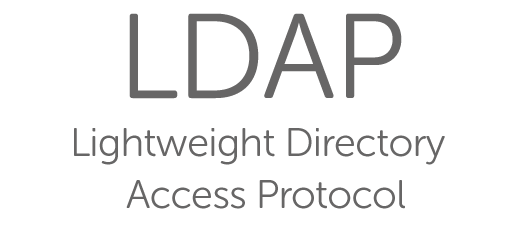 LDAP
Lightweight Directory
Access Protocol